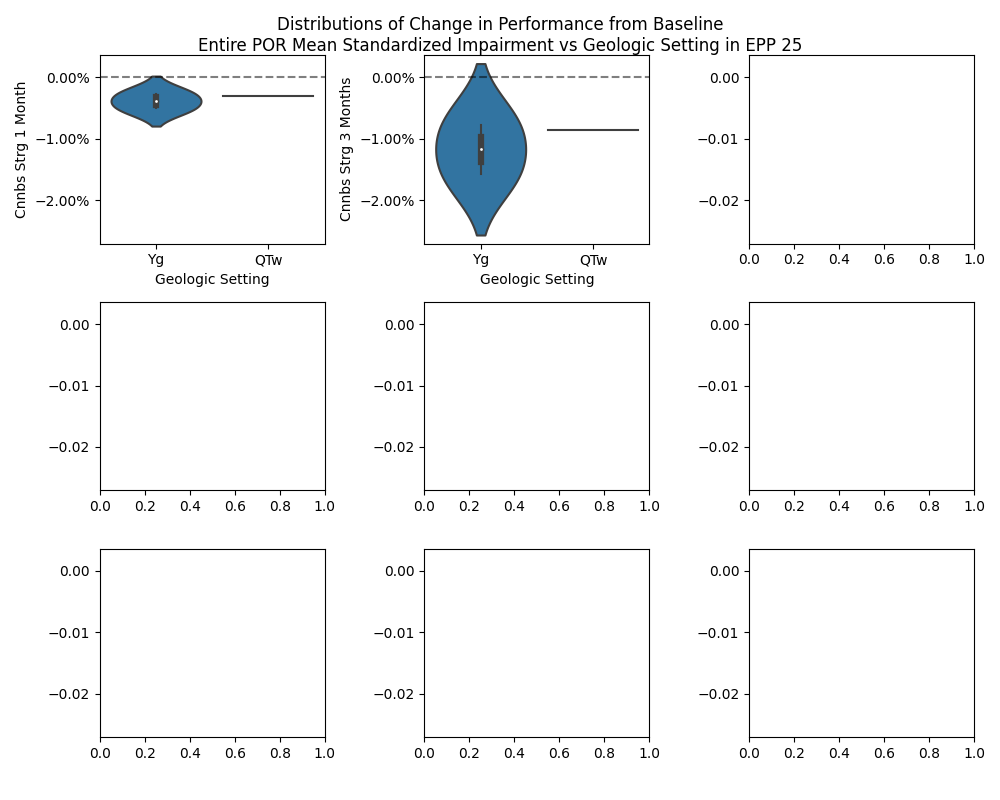 Distributions of Change in Performance from Baseline
Entire POR Mean Standardized Impairment vs Geologic Setting in EPP 25
Cnnbs Strg 1 Month
0.00%
−1.00%
−2.00%
Yg QTw
Geologic Setting
Cnnbs Strg 3 Months
0.00%
−1.00%
−2.00%
Yg QTw
Geologic Setting
0.00
−0.01
−0.02
0.0 0.2 0.4 0.6 0.8 1.0
0.00
−0.01
−0.02
0.0 0.2 0.4 0.6 0.8 1.0
0.00
−0.01
−0.02
0.0 0.2 0.4 0.6 0.8 1.0
0.00
−0.01
−0.02
0.0 0.2 0.4 0.6 0.8 1.0
0.00
−0.01
−0.02
0.0 0.2 0.4 0.6 0.8 1.0
0.00
−0.01
−0.02
0.0 0.2 0.4 0.6 0.8 1.0
0.00
−0.01
−0.02
0.0 0.2 0.4 0.6 0.8 1.0